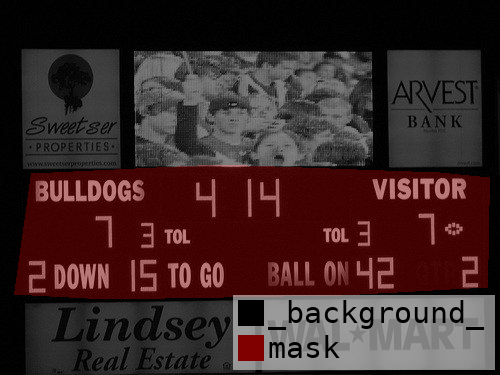 Sweetser
• PROPERTIES •
www.sweetserproperties.com
ARVEST
BANK
BULLDOGS 4 14 VISITOR
7 3 TOL TOL 3 7
2 DOWN 15 TO GO BALL ON 42 2
Lindsey
Real Estate
WAL★MART
_background_
mask